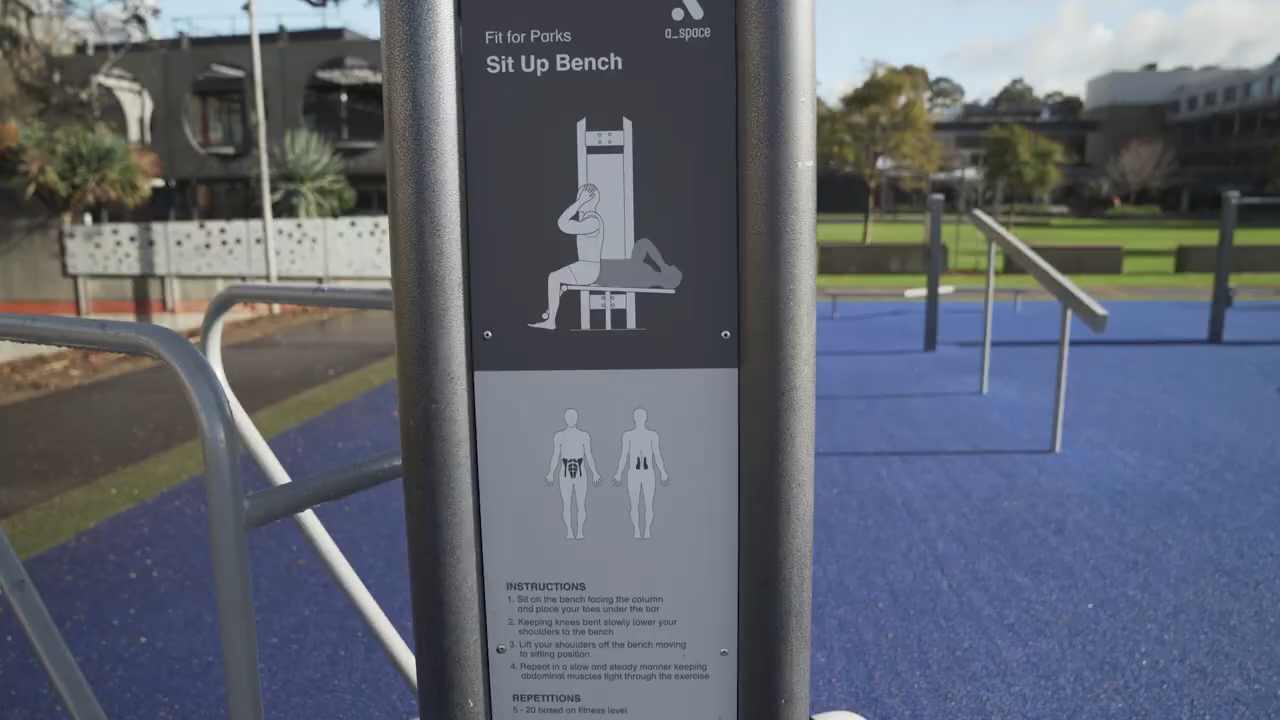 Fit for Parks
a_space
Sit Up Bench
INSTRUCTIONS
1. Sit on the bench facing the column
and place your toes under the bar
2. Keeping knees bent slowly lower your
shoulders to the bench
3. Lift your shoulders off the bench moving
to sitting position
4. Repeat in a slow and steady manner keeping
abdominal muscles tight through the exercise
REPETITIONS
5 - 20 based on fitness level